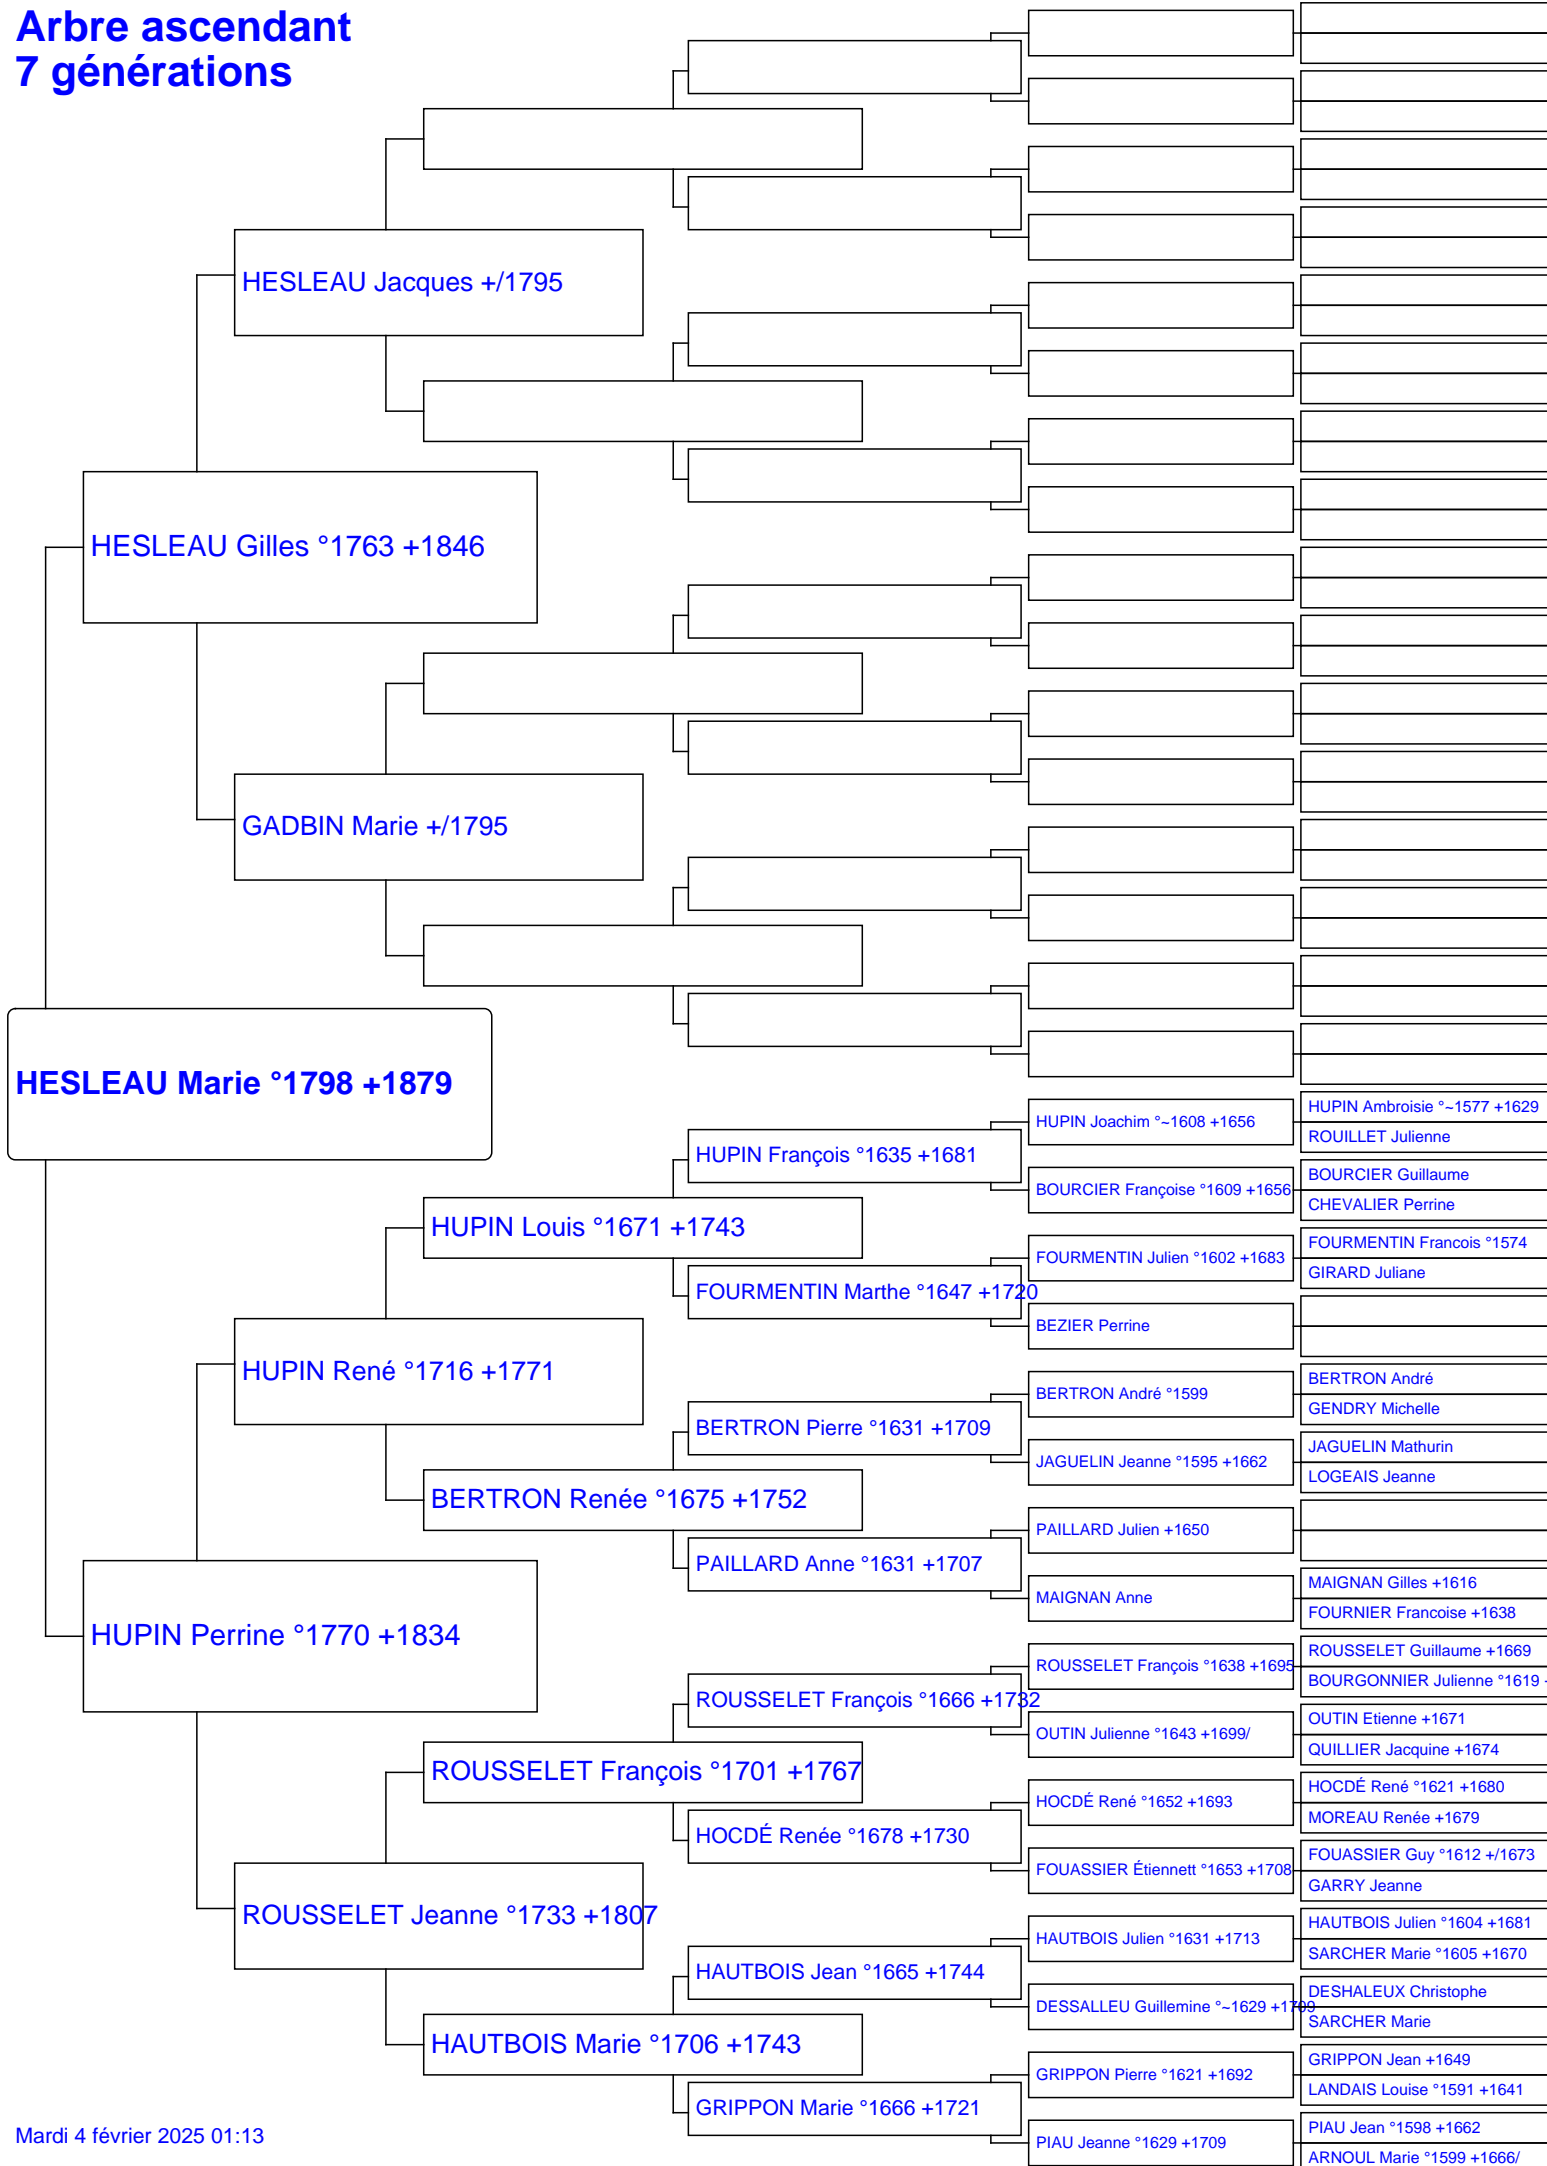 Arbre ascendant
7 générations
HESLEAU Jacques +/1795
HESLEAU Gilles °1763 +1846
GADBIN Marie +/1795
HESLEAU Marie °1798 +1879
HUPIN Joachim °~1608 +1656
HUPIN Ambroisie °~1577 +1629
ROUILLET Julienne
HUPIN François °1635 +1681
BOURCIER Françoise °1609 +1656
BOURCIER Guillaume
CHEVALIER Perrine
HUPIN Louis °1671 +1743
FOURMENTIN Julien °1602 +1683
FOURMENTIN Francois °1574
GIRARD Juliane
FOURMENTIN Marthe °1647 +1720
BEZIER Perrine
HUPIN René °1716 +1771
BERTRON André °1599
BERTRON André
GENDRY Michelle
BERTRON Pierre °1631 +1709
JAGUELIN Jeanne °1595 +1662
JAGUELIN Mathurin
LOGEAIS Jeanne
BERTRON Renée °1675 +1752
PAILLARD Julien +1650
PAILLARD Anne °1631 +1707
MAIGNAN Anne
MAIGNAN Gilles +1616
FOURNIER Francoise +1638
HUPIN Perrine °1770 +1834
ROUSSELET François °1638 +1695
ROUSSELET Guillaume +1669
BOURGONNIER Julienne °1619 -
ROUSSELET François °1666 +1732
OUTIN Julienne °1643 +1699/
OUTIN Etienne +1671
QUILLIER Jacquine +1674
ROUSSELET François °1701 +1767
HOCDÉ René °1652 +1693
HOCDÉ René °1621 +1680
MOREAU Renée +1679
HOCDÉ Renée °1678 +1730
FOUASSIER Étiennett °1653 +1708
FOUASSIER Guy °1612 +/1673
GARRY Jeanne
ROUSSELET Jeanne °1733 +1807
HAUTBOIS Julien °1631 +1713
HAUTBOIS Julien °1604 +1681
SARCHER Marie °1605 +1670
HAUTBOIS Jean °1665 +1744
DESSALLEU Guillemine °~1629 +1709
DESHALEUX Christophe
SARCHER Marie
HAUTBOIS Marie °1706 +1743
GRIPPON Pierre °1621 +1692
GRIPPON Jean +1649
LANDAIS Louise °1591 +1641
GRIPPON Marie °1666 +1721
PIAU Jeanne °1629 +1709
PIAU Jean °1598 +1662
ARNOUL Marie °1599 +1666/
Mardi 4 février 2025 01:13